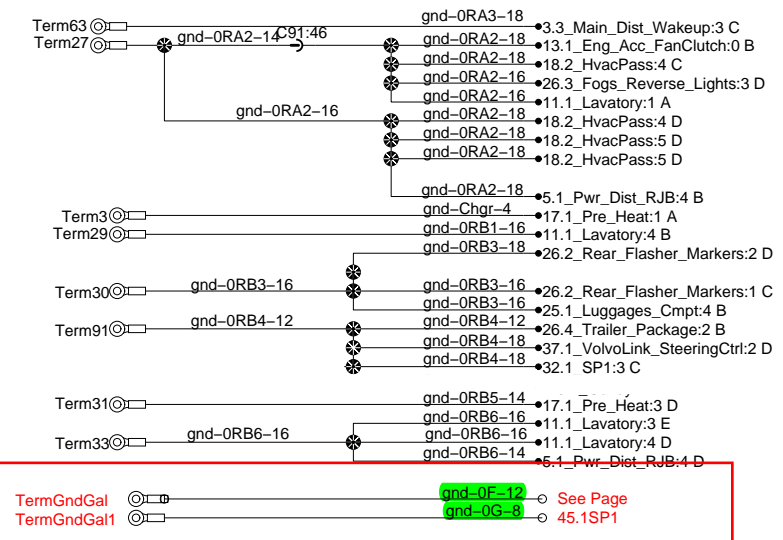 Term63 gnd-0RA3-18 3.3_Main_Dist_Wakeup:3 C
Term27 gnd-0RA2-14 C91:46 gnd-0RA2-18 13.1_Eng_Acc_FanClutch:0 B
gnd-0RA2-18 18.2_HvacPass:4 C
gnd-0RA2-16 26.3_Fogs_Reverse_Lights:3 D
gnd-0RA2-16 11.1_Lavatory:1 A
gnd-0RA2-16 gnd-0RA2-18 18.2_HvacPass:4 D
gnd-0RA2-18 18.2_HvacPass:5 D
gnd-0RA2-18 18.2_HvacPass:5 D
gnd-0RA2-18 5.1_Pwr_Dist_RJB:4 B
Term3 gnd-Chgr-4 17.1_Pre_Heat:1 A
Term29 gnd-0RB1-16 11.1_Lavatory:4 B
gnd-0RB3-18 26.2_Rear_Flasher_Markers:2 D
Term30 gnd-0RB3-16 gnd-0RB3-16 26.2_Rear_Flasher_Markers:1 C
gnd-0RB3-16 25.1_Luggages_Cmpt:4 B
Term91 gnd-0RB4-12 gnd-0RB4-12 26.4_Trailer_Package:2 B
gnd-0RB4-18 37.1_VolvoLink_SteeringCtrl:2 D
gnd-0RB4-18 32.1_SP1:3 C
Term31 gnd-0RB5-14 17.1_Pre_Heat:3 D
gnd-0RB6-16 11.1_Lavatory:3 E
Term33 gnd-0RB6-16 gnd-0RB6-16 11.1_Lavatory:4 D
gnd-0RB6-14 5.1_Pwr_Dist_RJB:4 D
TermGndGal gnd-0F-12 See Page
TermGndGal1 gnd-0G-8 45.1SP1